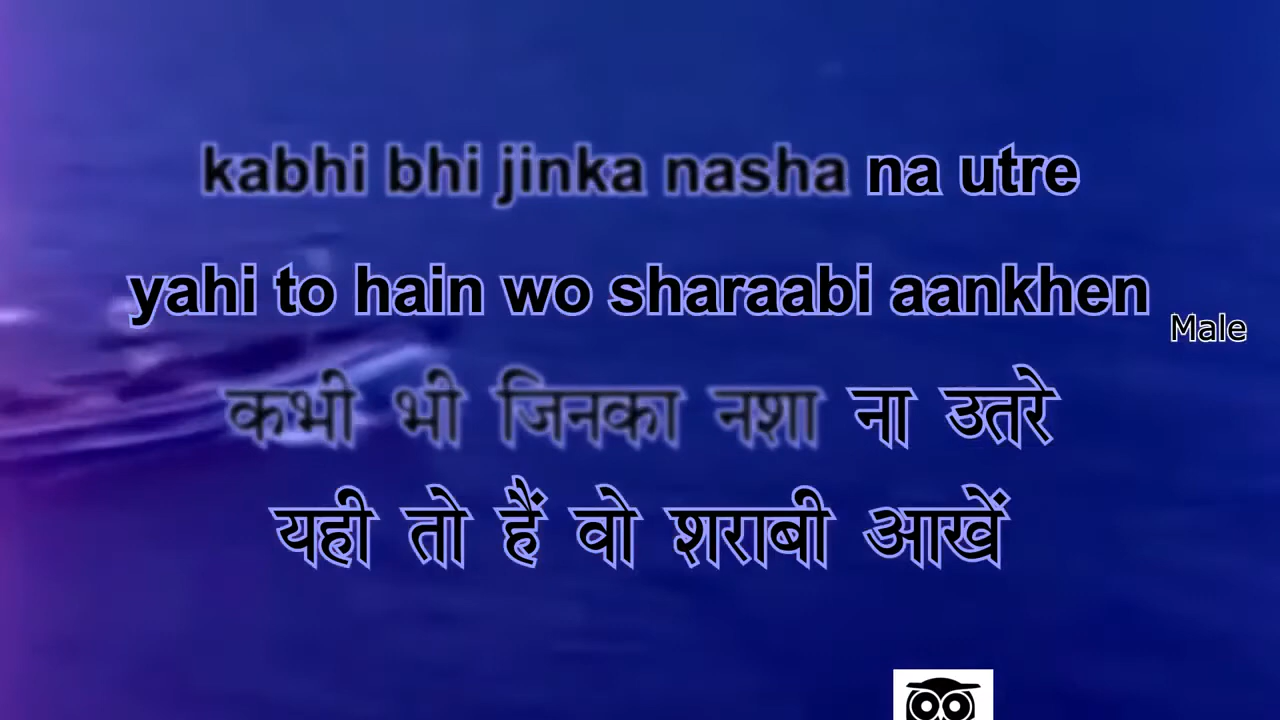 kabhi bhi jinka nasha na utre
yahi to hain wo sharaabi aankhen
Male
कभी भी जिनका नशा ना उतरे
यही तो हैं वो शराबी आखें